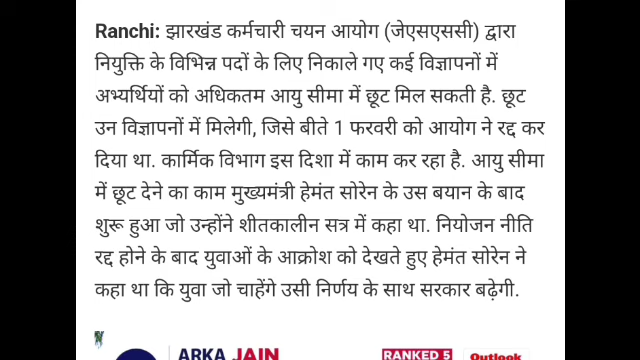 Ranchi: झारखंड कर्मचारी चयन आयोग (जेएसएससी) द्वारा
नियुक्ति के विभिन्न पदों के लिए निकाले गए कई विज्ञापनों में
अभ्यर्थियों को अधिकतम आयु सीमा में छूट मिल सकती है. छूट
उन विज्ञापनों में मिलेगी, जिसे बीते 1 फरवरी को आयोग ने रद्द कर
दिया था. कार्मिक विभाग इस दिशा में काम कर रहा है. आयु सीमा
में छूट देने का काम मुख्यमंत्री हेमंत सोरेन के उस बयान के बाद
शुरू हुआ जो उन्होंने शीतकालीन सत्र में कहा था. नियोजन नीति
रद्द होने के बाद युवाओं के आक्रोश को देखते हुए हेमंत सोरेन ने
कहा था कि युवा जो चाहेंगे उसी निर्णय के साथ सरकार बढ़ेगी.
ARKA JAIN RANKED 5 Outlook